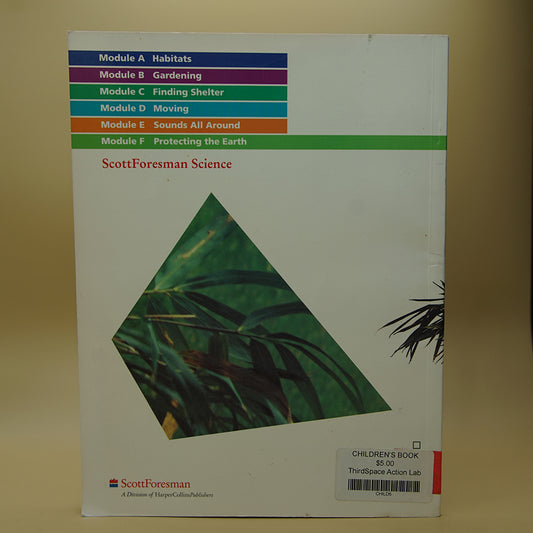 Module A Habitats
Module B Gardening
Module C Finding Shelter
Module D Moving
Module E Sounds All Around
Module F Protecting the Earth
ScottForesman Science
CHILDREN'S BOOK
$5.00
ThirdSpace Action Lab
CHILD5
ScottForesman
A Division of HarperCollinsPublishers